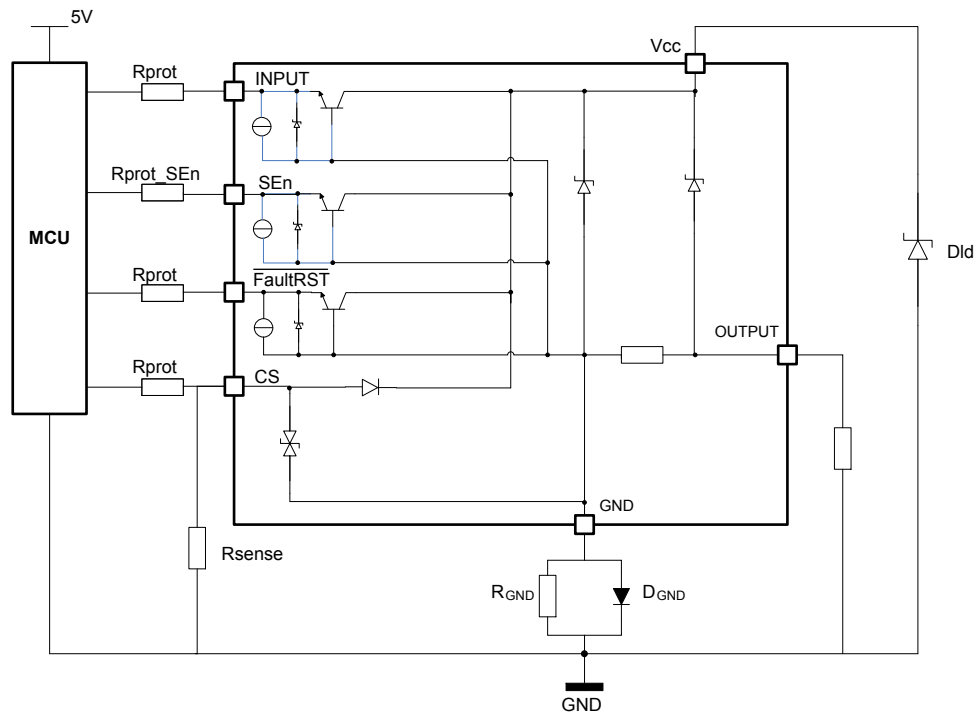 5V
Vcc
Rprot
INPUT
Rprot_SEn
SEn
MCU
Dld
Rprot
FaultRST
OUTPUT
Rprot
CS
GND
Rsense
RGND
DGND
GND